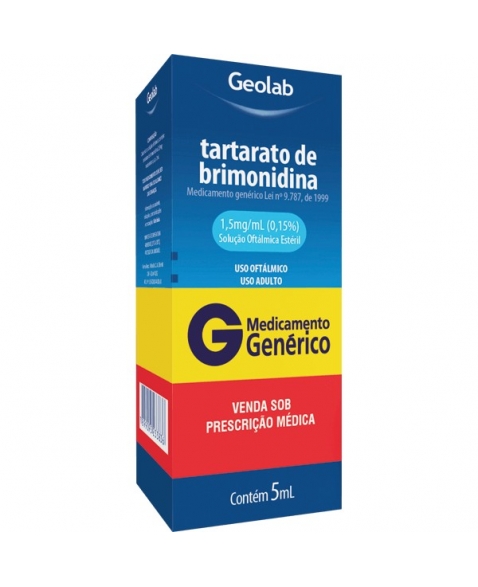 Geolab
tartarato de
brimonidina
Medicamento genérico Lei nº 9.787, de 1999
1,5mg/mL (0,15%)
Solução Oftálmica Estéril
USO OFTÁLMICO
USO ADULTO
G Medicamento
Genérico
VENDA SOB
PRESCRIÇÃO MÉDICA
Contém 5mL
Geolab